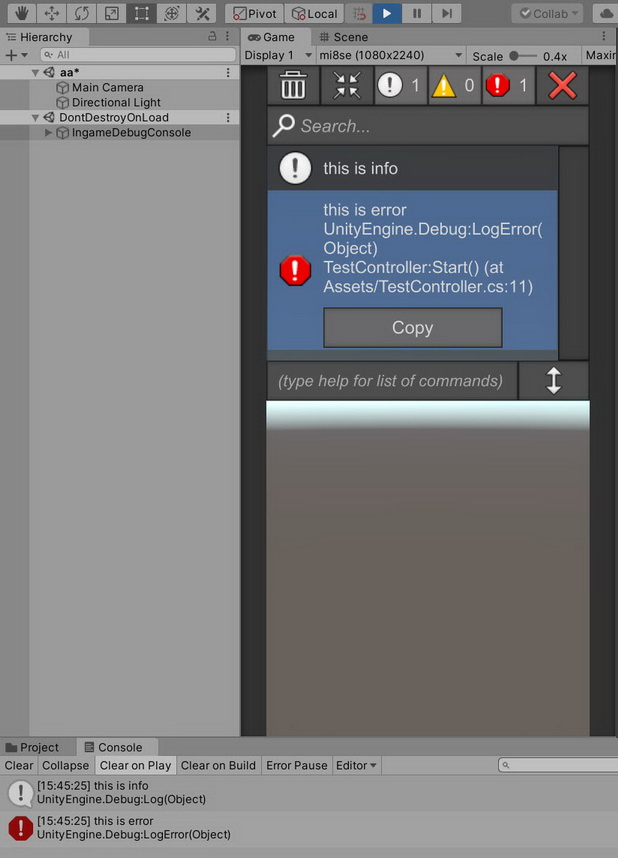 Pivot Local Collab
Hierarchy
Game Scene
All
Display 1 mi8se (1080x2240) Scale 0.4x Maxir
aa*
Main Camera
Directional Light
DontDestroyOnLoad
IngameDebugConsole
1 0 1
Search...
this is info
this is error
UnityEngine.Debug:LogError(
Object)
TestController:Start() (at
Assets/TestController.cs:11)
Copy
(type help for list of commands)
Project Console
Clear Collapse Clear on Play Clear on Build Error Pause Editor
[15:45:25] this is info
UnityEngine.Debug:Log(Object)
[15:45:25] this is error
UnityEngine.Debug:LogError(Object)